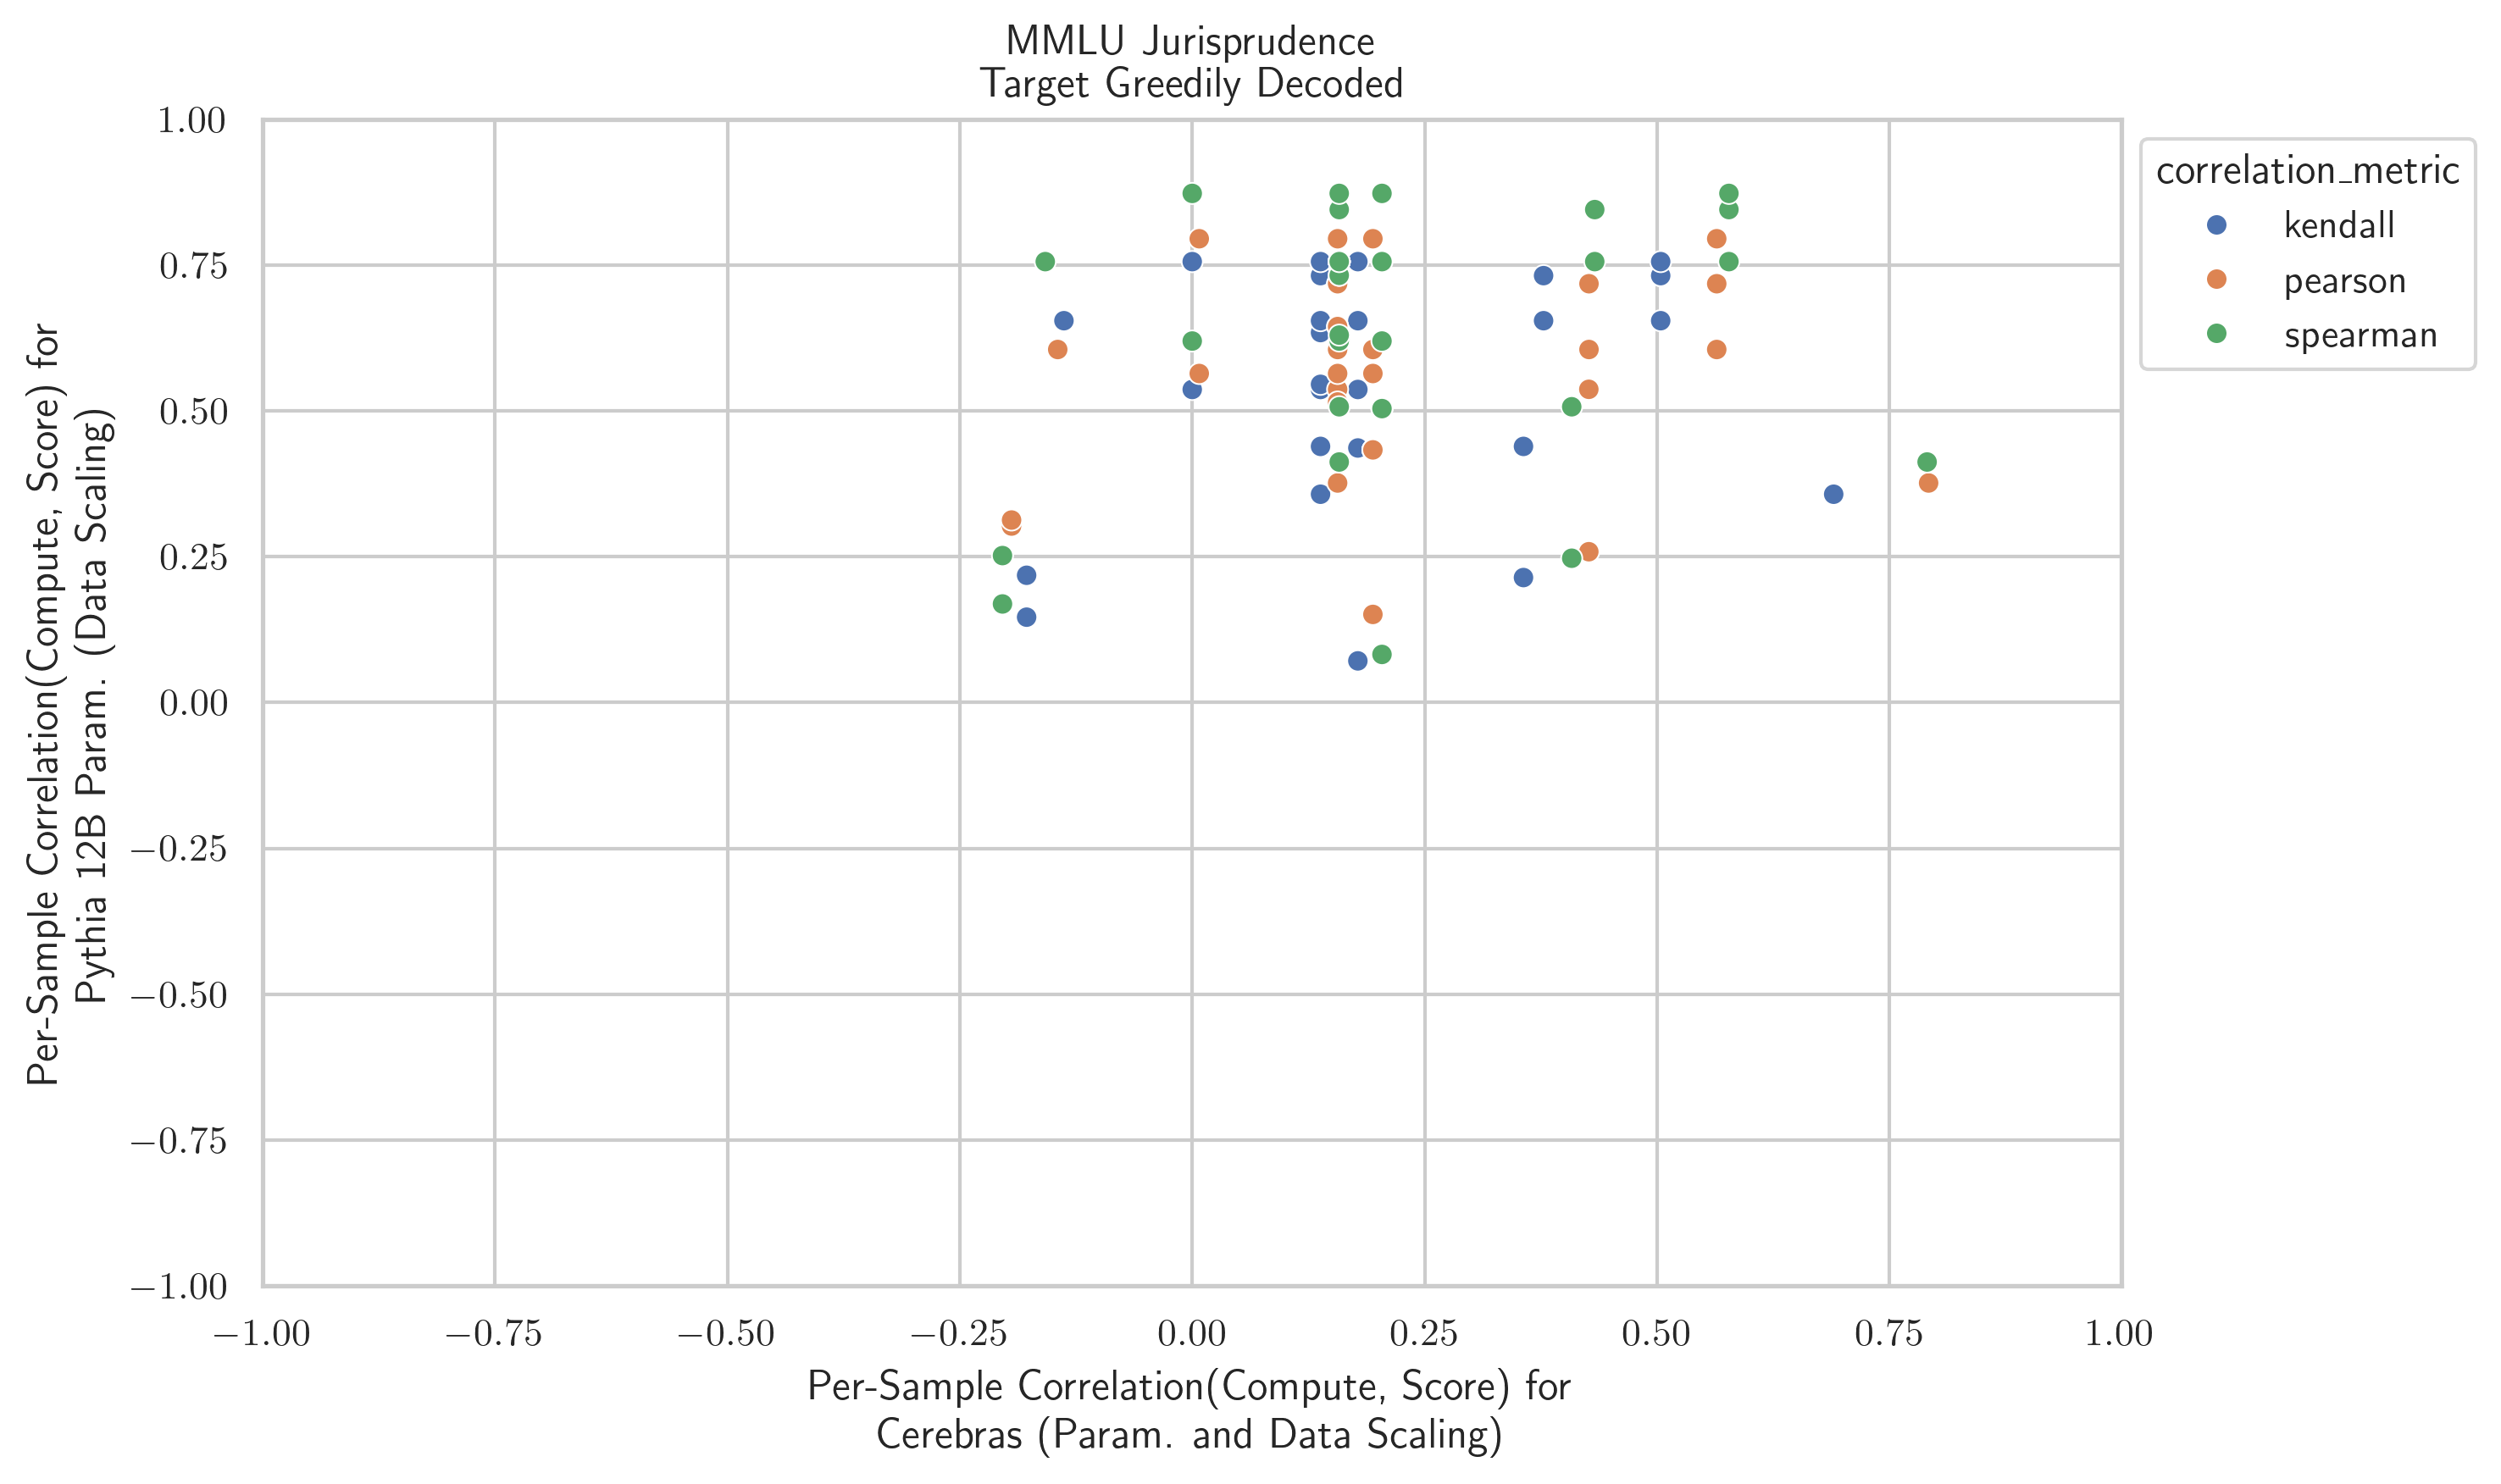 MMLU Jurisprudence
Target Greedily Decoded
Per-Sample Correlation(Compute, Score) for
Pythia 12B Param. (Data Scaling)
1.00
0.75
0.50
0.25
0.00
−0.25
−0.50
−0.75
−1.00
−1.00 −0.75 −0.50 −0.25 0.00 0.25 0.50 0.75 1.00
Per-Sample Correlation(Compute, Score) for
Cerebras (Param. and Data Scaling)
correlation_metric
kendall
pearson
spearman